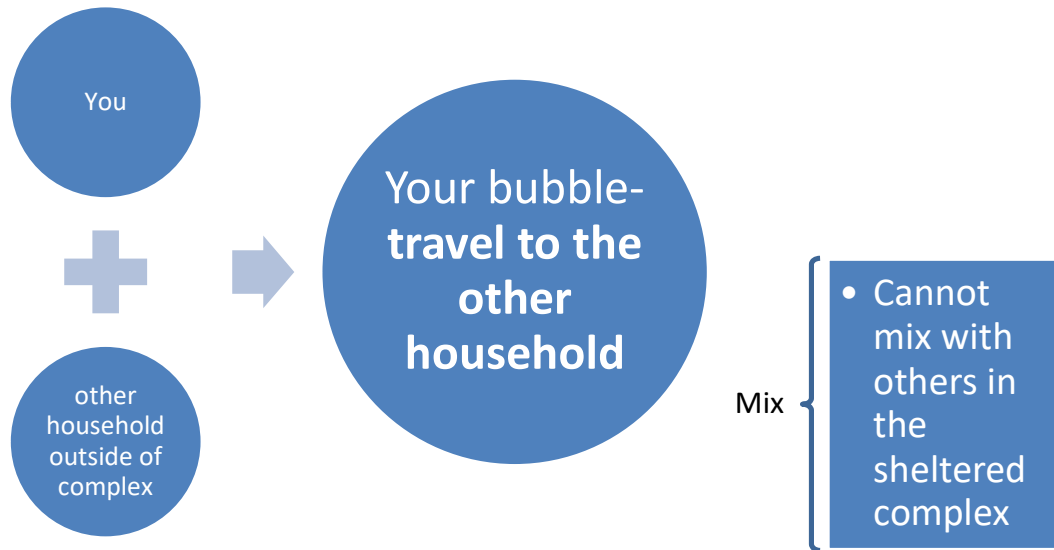 You
other
household
outside of
complex
Your bubble-
travel to the
other
household
Mix
• Cannot
mix with
others in
the
sheltered
complex